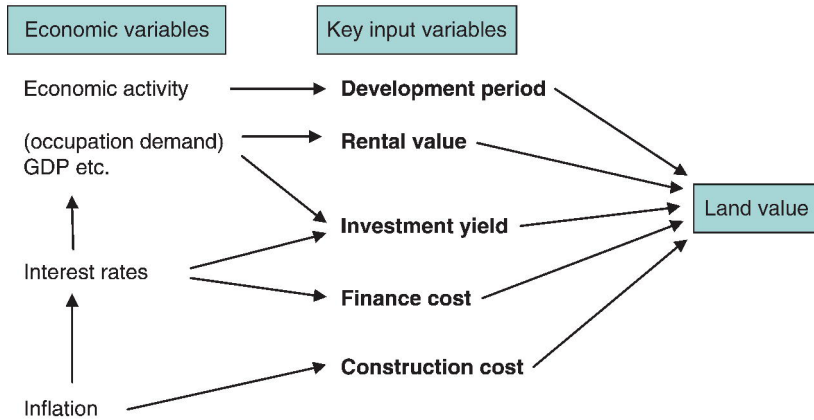 Economic variables
Key input variables
Economic activity
Development period
(occupation demand)
GDP etc.
Rental value
Land value
Investment yield
Interest rates
Finance cost
Construction cost
Inflation